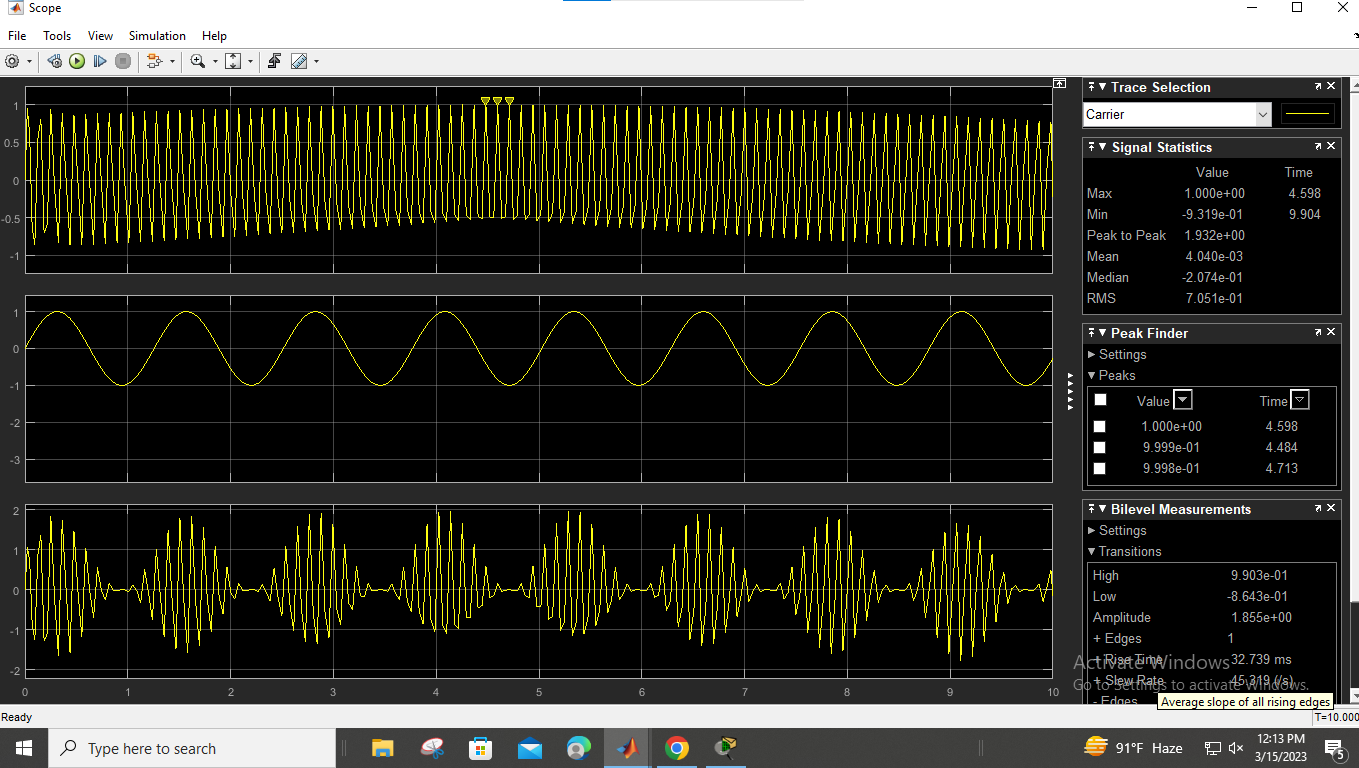 Scope
File Tools View Simulation Help
1
0.5
0
-0.5
-1
1
0
-1
-2
-3
2
1
0
-1
-2
0 1 2 3 4 5 6 7 8 9 10
Trace Selection
Carrier
Signal Statistics
Value Time
Max 1.000e+00 4.598
Min -9.319e-01 9.904
Peak to Peak 1.932e+00
Mean 4.040e-03
Median -2.074e-01
RMS 7.051e-01
Peak Finder
Settings
Peaks
Value Time
1.000e+00 4.598
9.999e-01 4.484
9.998e-01 4.713
Bilevel Measurements
Settings
Transitions
High 9.903e-01
Low -8.643e-01
Amplitude 1.855e+00
+ Edges 1
+ Rise Time 32.739 ms
+ Slew Rate 45.319 (/s)
- Edges
Activate Windows
Go to Settings to activate Windows.
Average slope of all rising edges
Ready T=10.000
Type here to search
91°F Haze
12:13 PM
3/15/2023
5